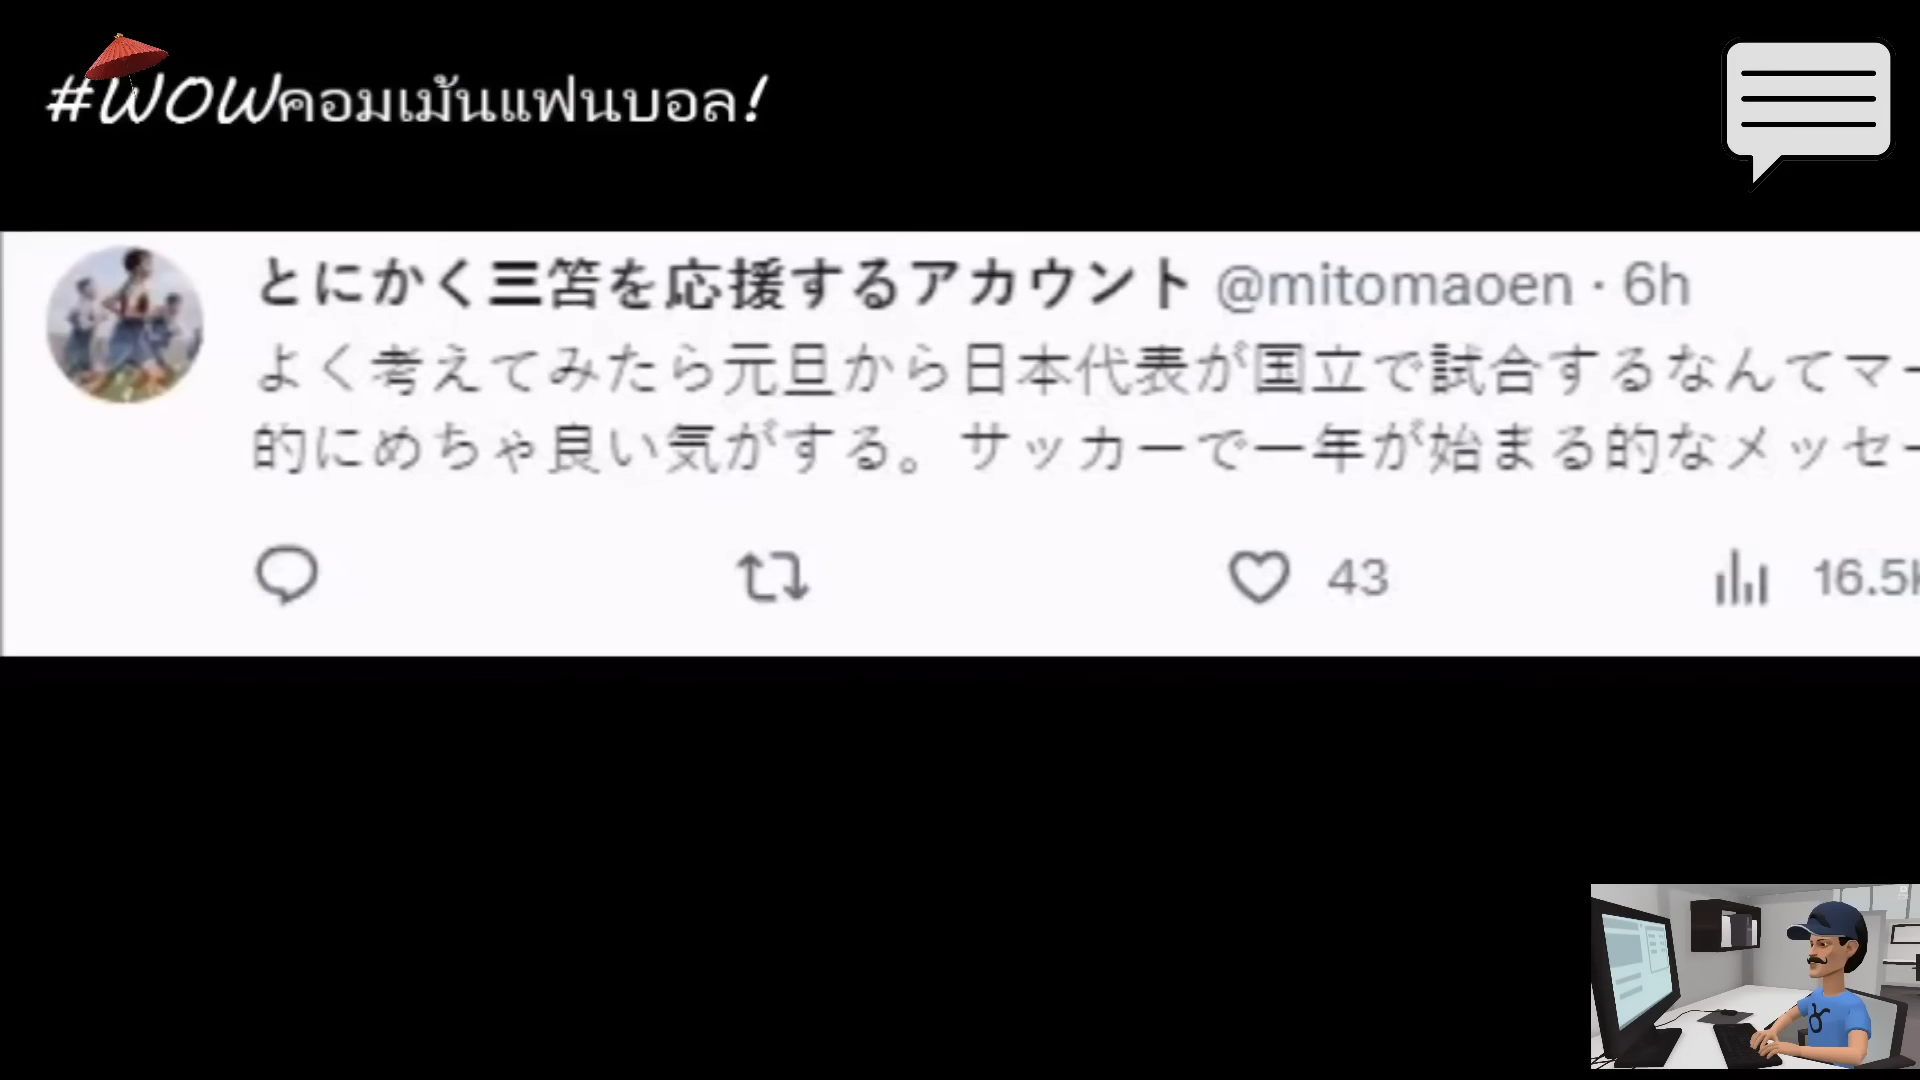 #WOWคอมเม้นแฟนบอล!
とにかく三笘を応援するアカウント @mitomaoen · 6h
よく考えてみたら元旦から日本代表が国立で試合するなんてマー
的にめちゃ良い気がする。サッカーで一年が始まる的なメッセー
43
16.5K